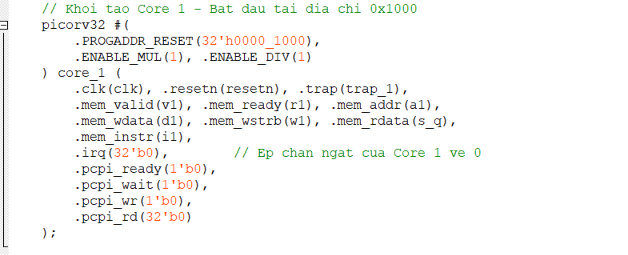 // Khoi tao Core 1 - Bat dau tai dia chi 0x1000
picorv32 #(
.PROGADDR_RESET(32'h0000_1000),
.ENABLE_MUL(1), .ENABLE_DIV(1)
) core_1 (
.clk(clk), .resetn(resetn), .trap(trap_1),
.mem_valid(v1), .mem_ready(r1), .mem_addr(a1),
.mem_wdata(d1), .mem_wstrb(w1), .mem_rdata(s_q),
.mem_instr(i1),
.irq(32'b0), // Ep chan ngat cua Core 1 ve 0
.pcpi_ready(1'b0),
.pcpi_wait(1'b0),
.pcpi_wr(1'b0),
.pcpi_rd(32'b0)
);